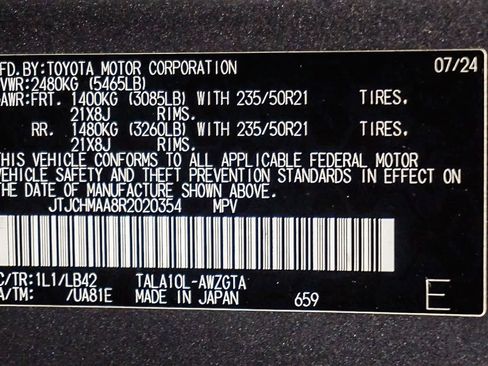 MFD.BY:TOYOTA MOTOR CORPORATION 07/24
VWR:2480KG (5465LB)
AWR:FRT. 1400KG (3085LB) WITH 235/50R21 TIRES.
21X8J RIMS.
RR. 1480KG (3260LB) WITH 235/50R21 TIRES.
21X8J RIMS.
THIS VEHICLE CONFORMS TO ALL APPLICABLE FEDERAL MOTOR
VEHICLE SAFETY AND THEFT PREVENTION STANDARDS IN EFFECT ON
THE DATE OF MANUFACTURE SHOWN ABOVE.
JTJCHMAA8R2020354 MPV
C/TR:1L1/LB42 TALA10L-AWZGTA
A/TM: /UA81E MADE IN JAPAN 659 E